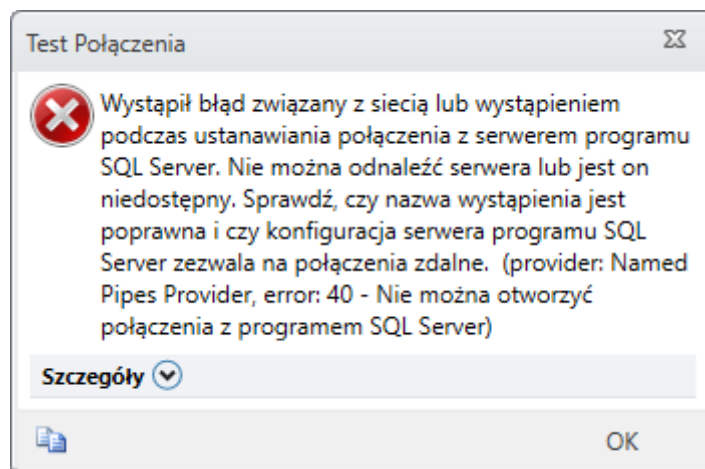 Test Połączenia
Wystąpił błąd związany z siecią lub wystąpieniem
podczas ustanawiania połączenia z serwerem programu
SQL Server. Nie można odnaleźć serwera lub jest on
niedostępny. Sprawdź, czy nazwa wystąpienia jest
poprawna i czy konfiguracja serwera programu SQL
Server zezwala na połączenia zdalne.  (provider: Named
Pipes Provider, error: 40 - Nie można otworzyć
połączenia z programem SQL Server)
Szczegóły
OK